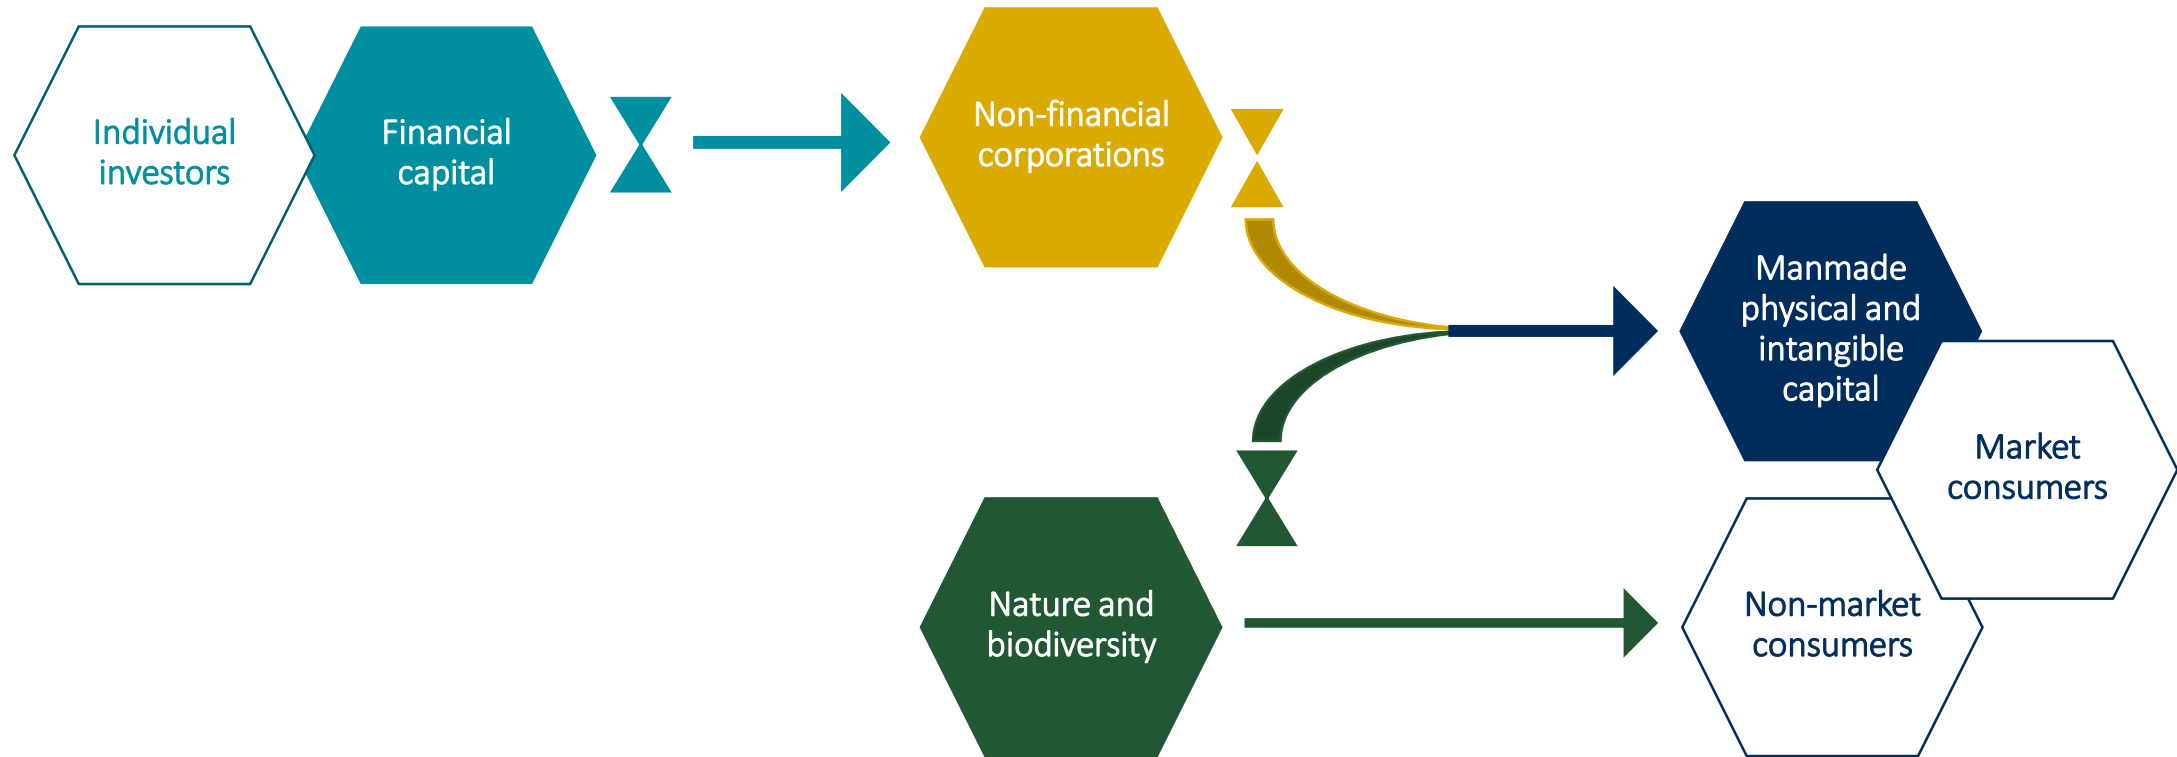 Individual
investors
Financial
capital
Non-financial
corporations
Manmade
physical and
intangible
capital
Market
consumers
Nature and
biodiversity
Non-market
consumers